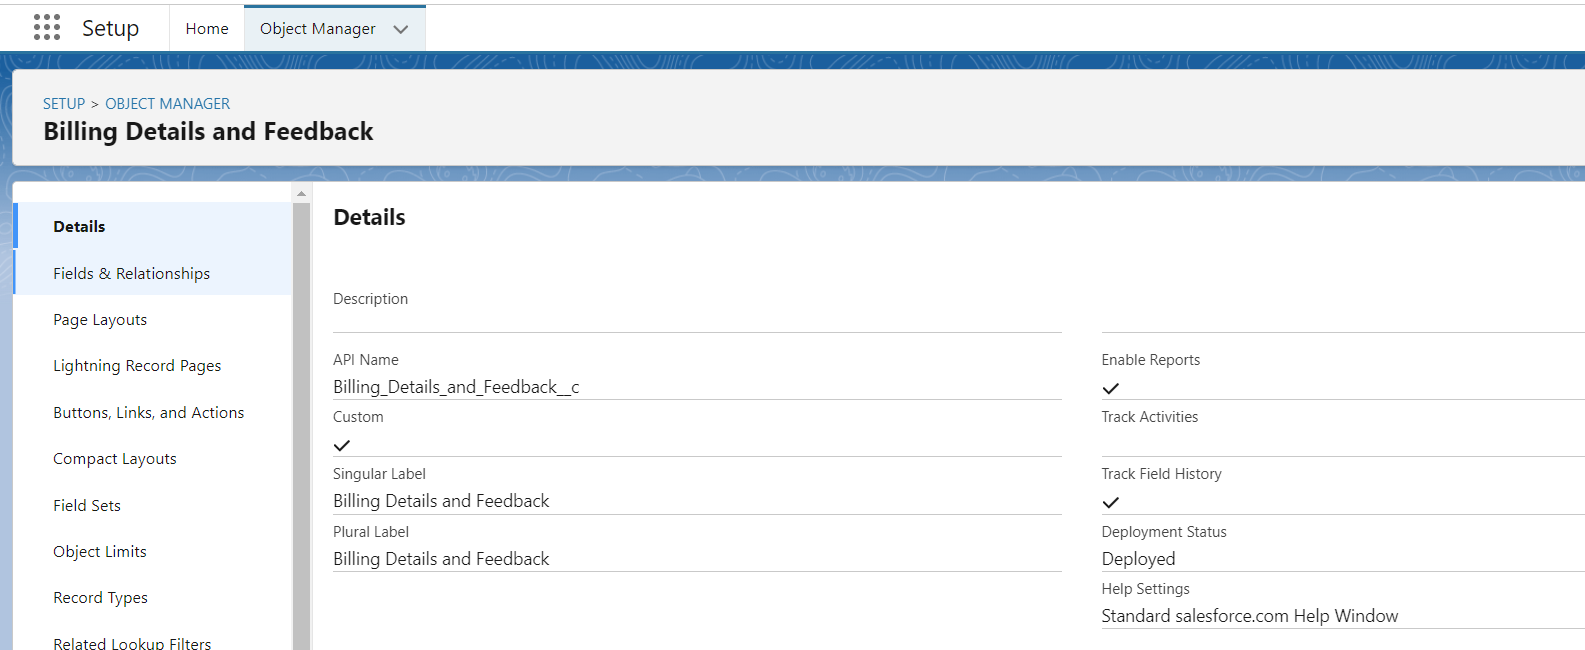 Setup
Home
Object Manager
SETUP > OBJECT MANAGER
Billing Details and Feedback
Details
Fields & Relationships
Page Layouts
Lightning Record Pages
Buttons, Links, and Actions
Compact Layouts
Field Sets
Object Limits
Record Types
Related Lookup Filters
Details
Description
API Name
Billing_Details_and_Feedback__c
Custom
Singular Label
Billing Details and Feedback
Plural Label
Billing Details and Feedback
Enable Reports
Track Activities
Track Field History
Deployment Status
Deployed
Help Settings
Standard salesforce.com Help Window